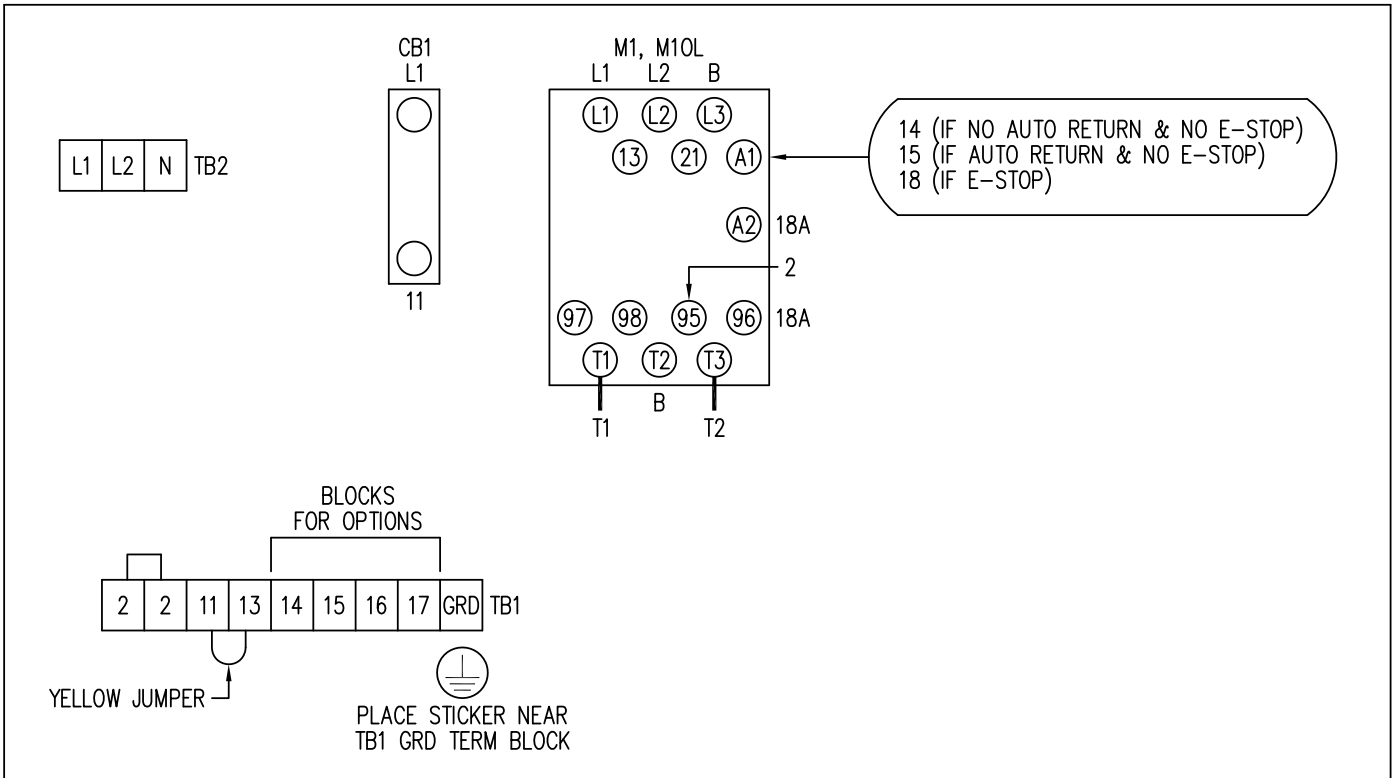 CB1
L1
11
M1, M1OL
L1 L2 B
L1 L2 L3
13 21 A1
14 (IF NO AUTO RETURN & NO E-STOP)
15 (IF AUTO RETURN & NO E-STOP)
18 (IF E-STOP)
L1 L2 N TB2
A2 18A
2
97 98 95 96 18A
T1 T2 T3
B
T1 T2
BLOCKS
FOR OPTIONS
2 2 11 13 14 15 16 17 GRD TB1
YELLOW JUMPER
PLACE STICKER NEAR
TB1 GRD TERM BLOCK